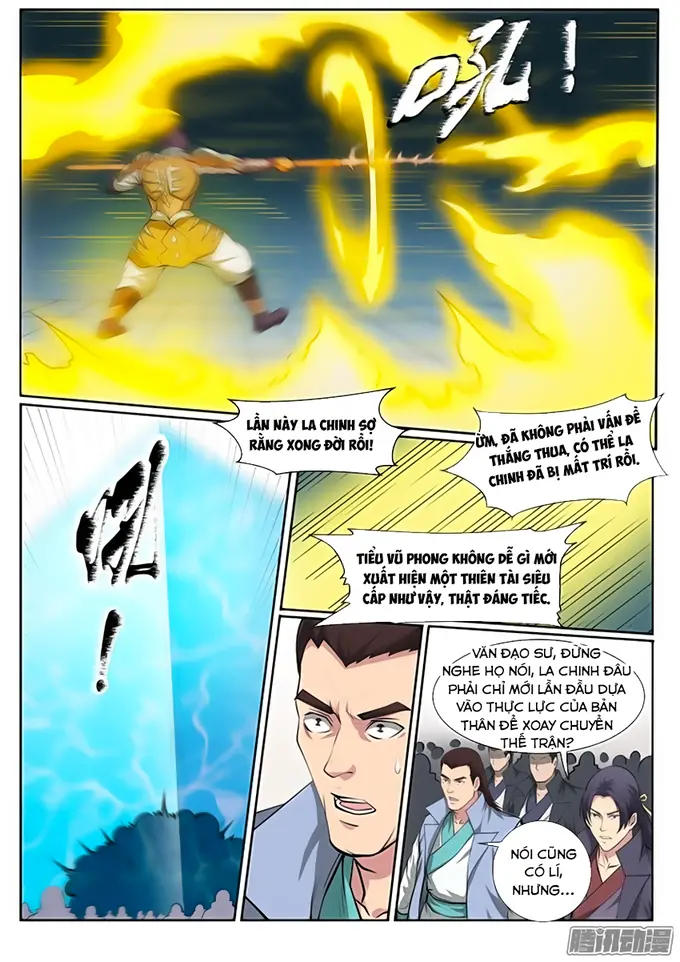 吼！
LẦN NÀY LA CHINH SỢ
RẰNG XONG ĐỜI RỒI!
ỪM, ĐÃ KHÔNG PHẢI VẤN ĐỀ
THẮNG THUA, CÓ THỂ LA
CHINH ĐÃ BỊ MẤT TRÍ RỒI.
吼！
TIỂU VŨ PHONG KHÔNG DỄ GÌ MỚI
XUẤT HIỆN MỘT THIÊN TÀI SIÊU
CẤP NHƯ VẬY, THẬT ĐÁNG TIẾC.
VĂN ĐẠO SƯ, ĐỪNG
NGHE HỌ NÓI, LA CHINH ĐÂU
PHẢI CHỈ MỚI LẦN ĐẦU DỰA
VÀO THỰC LỰC CỦA BẢN
THÂN ĐỂ XOAY CHUYỂN
THẾ TRẬN?
NÓI CŨNG
CÓ LÍ,
NHƯNG...
腾讯动漫